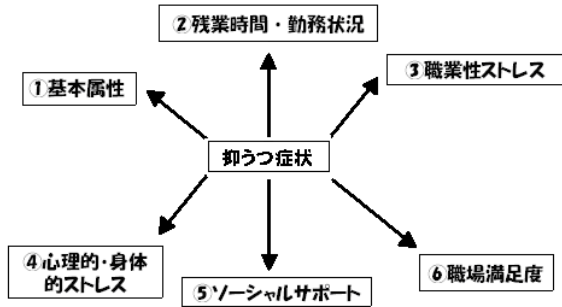 ②残業時間・勤務状況
③職業性ストレス
①基本属性
抑うつ症状
④心理的・身体
的ストレス
⑤ソーシャルサポート
⑥職場満足度